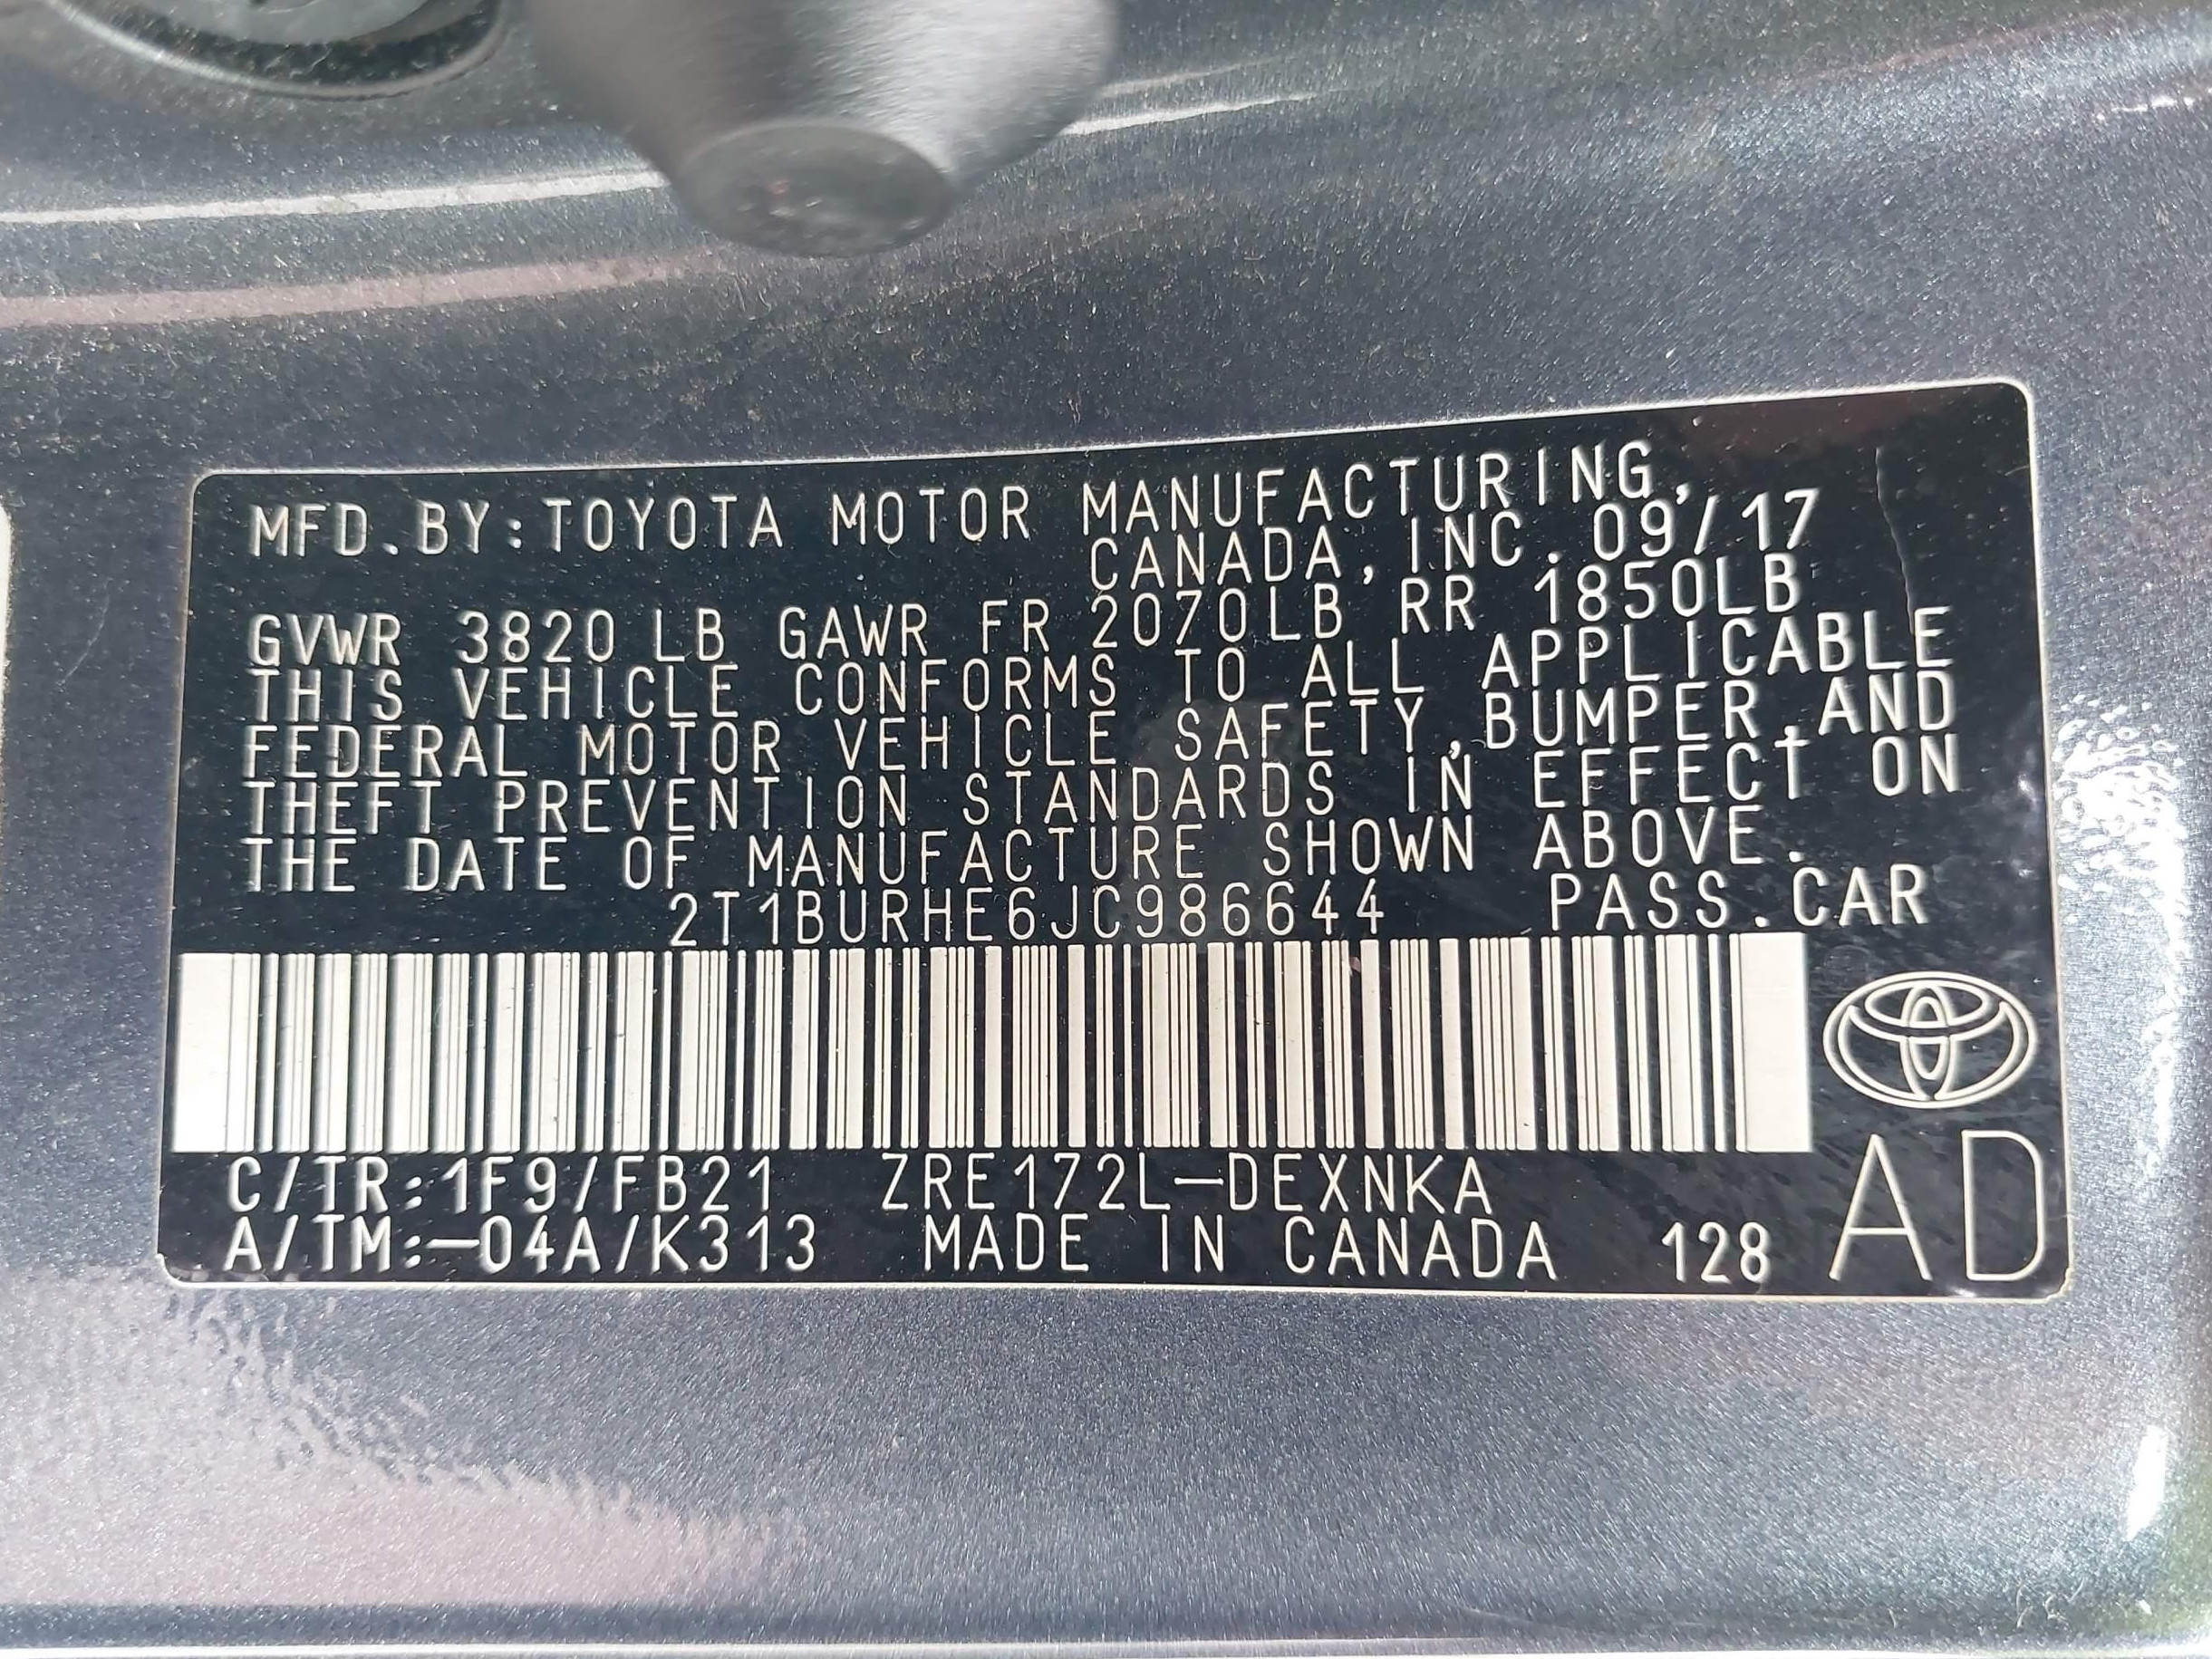 MFD.BY:TOYOTA MOTOR MANUFACTURING,
CANADA, INC. 09/17
GVWR 3820 LB GAWR FR 2070LB RR 1850LB
THIS VEHICLE CONFORMS TO ALL APPLICABLE
FEDERAL MOTOR VEHICLE SAFETY,BUMPER,AND
THEFT PREVENTION STANDARDS IN EFFECT ON
THE DATE OF MANUFACTURE SHOWN ABOVE.
2T1BURHE6JC986644 PASS.CAR
C/TR:1F9/FB21 ZRE172L-DEXNKA
A/TM:-04A/K313 MADE IN CANADA 128 AD